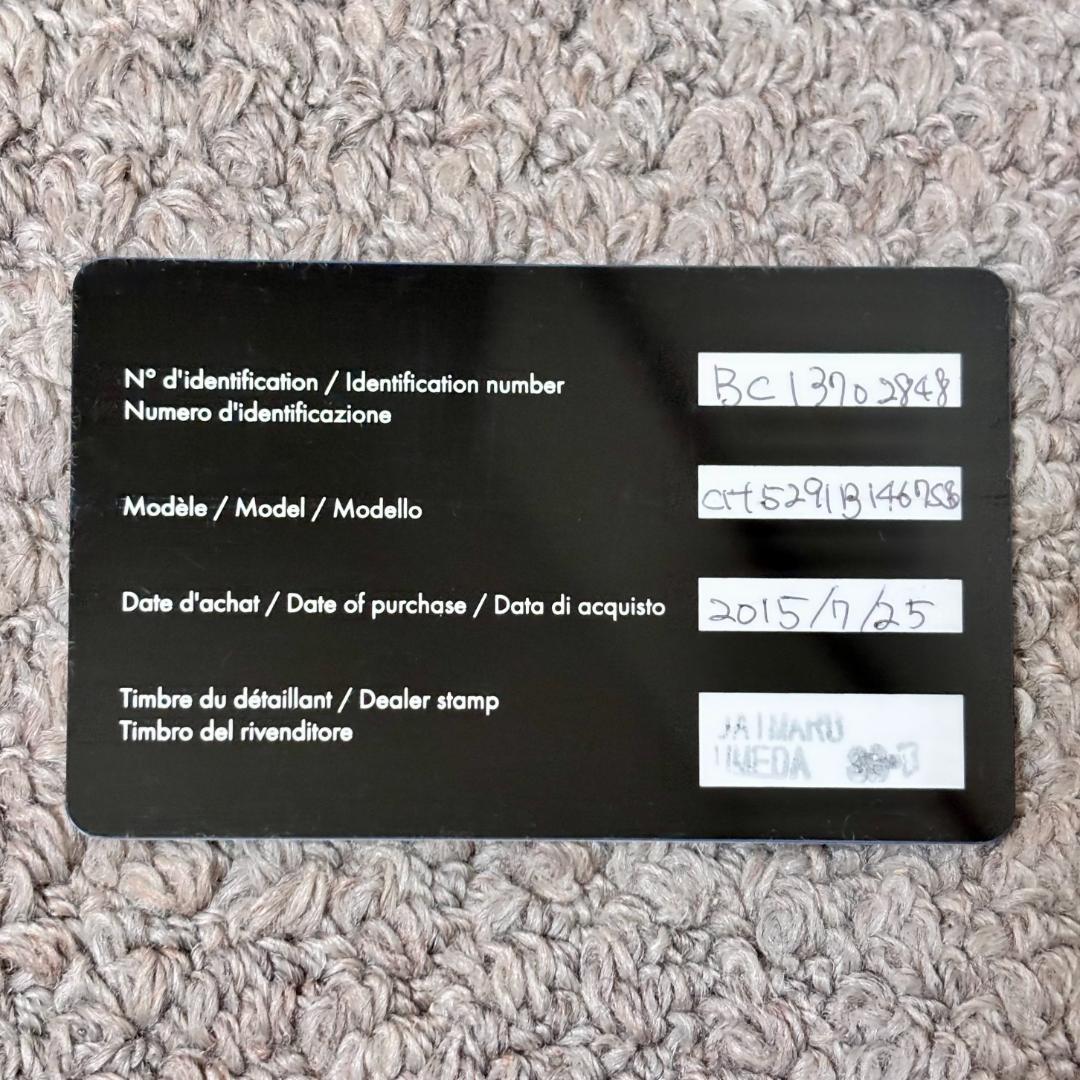 N° d'identification / Identification number
Numero d'identificazione
BC13702848
Modèle / Model / Modello
Date d'achat / Date of purchase / Data di acquisto
2015/7/25
Timbre du détaillant / Dealer stamp
Timbro del rivenditore
UMEDA